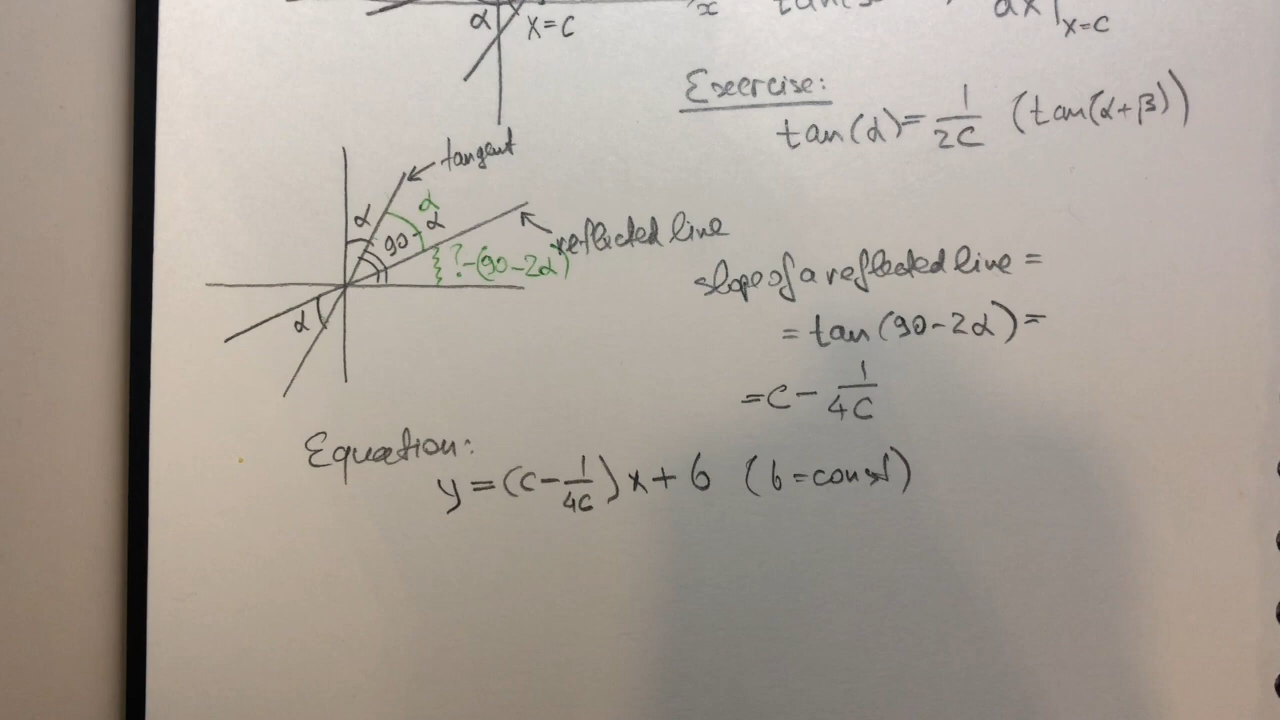 α x=c
x
dx|x=c
Exercise:
tan(α)= 1/2c (tan(α+β))
tangent
α
α
α
90-
reflected line
?-(90-2α)
α
slope of a reflected line =
= tan(90-2α)=
=c- 1/4c
Equation:
y=(c-1/4c)x+b (b=const)